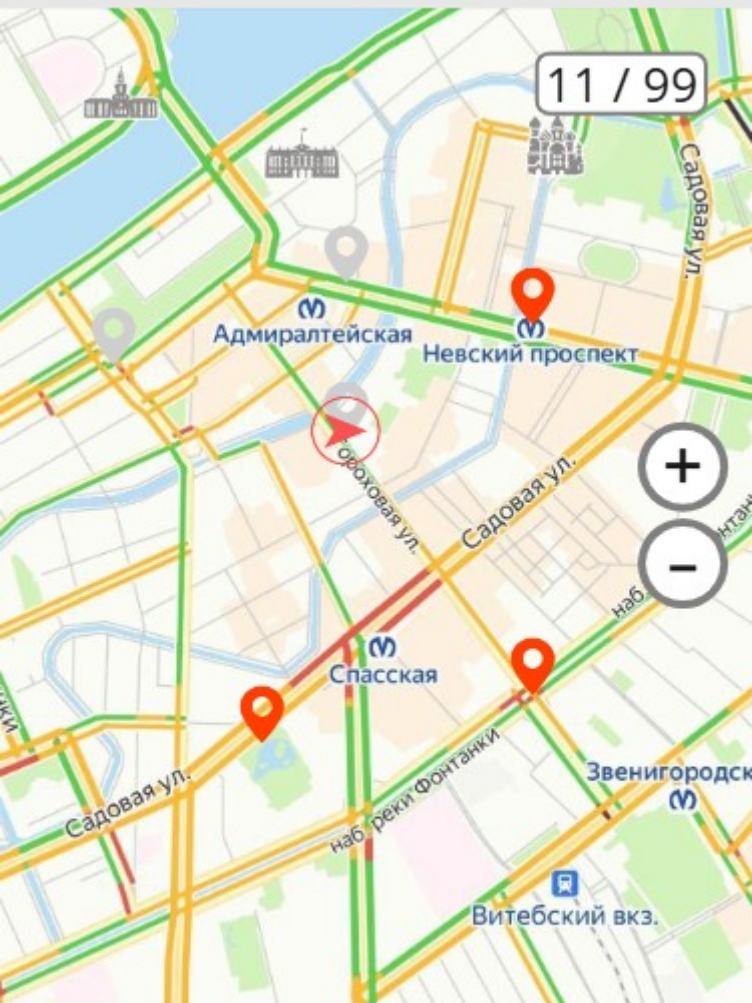 11 / 99
Садовая ул.
Адмиралтейская
Невский проспект
Гороховая ул.
Садовая ул.
наб
Спасская
Звенигородск
Садовая ул.
наб. реки Фонтанки
Витебский вкз.